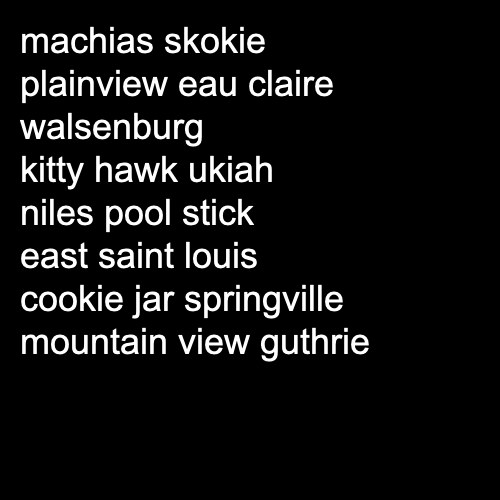 machias skokie
plainview eau claire
walsenburg
kitty hawk ukiah
niles pool stick
east saint louis
cookie jar springville
mountain view guthrie